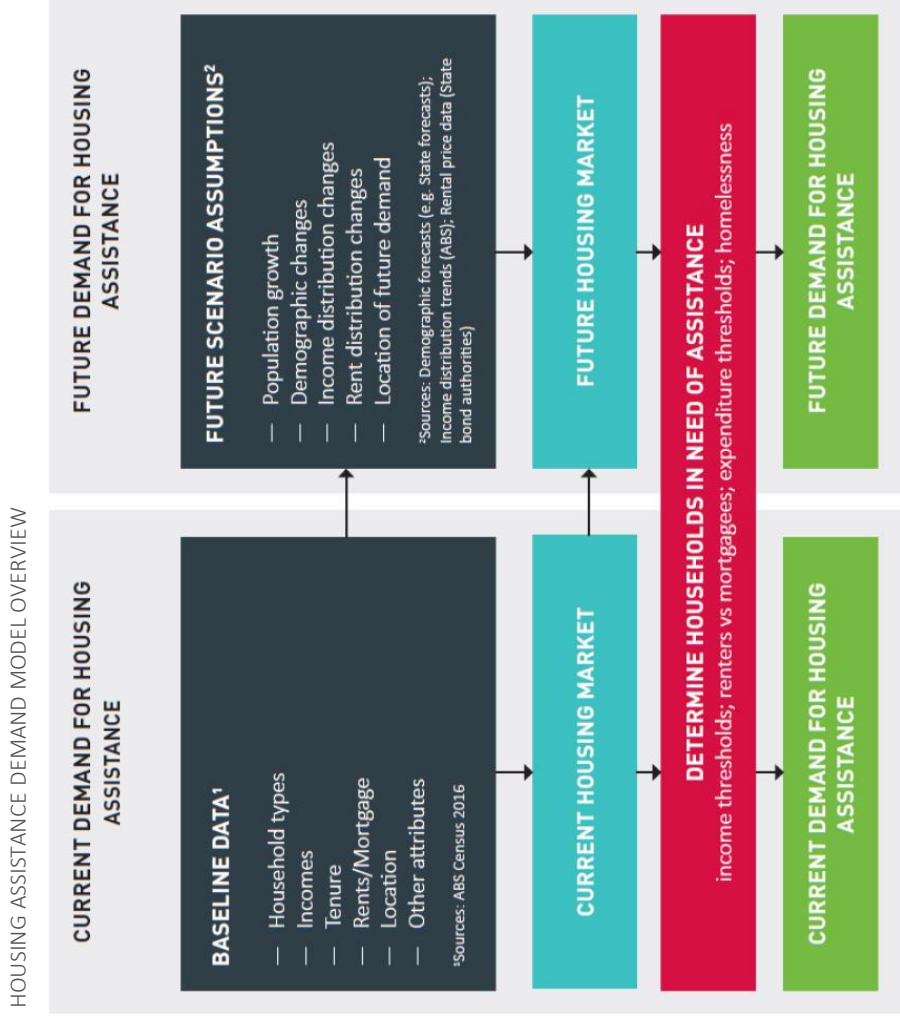 HOUSING ASSISTANCE DEMAND MODEL OVERVIEW
CURRENT DEMAND FOR HOUSING
ASSISTANCE
BASELINE DATA¹
— Household types
— Incomes
— Tenure
— Rents/Mortgage
— Location
— Other attributes
¹Sources: ABS Census 2016
CURRENT HOUSING MARKET
FUTURE DEMAND FOR HOUSING
ASSISTANCE
FUTURE SCENARIO ASSUMPTIONS²
— Population growth
— Demographic changes
— Income distribution changes
— Rent distribution changes
— Location of future demand
²Sources: Demographic forecasts (e.g. State forecasts);
Income distribution trends (ABS); Rental price data (State
bond authorities)
FUTURE HOUSING MARKET
DETERMINE HOUSEHOLDS IN NEED OF ASSISTANCE
income thresholds; renters vs mortgagees; expenditure thresholds; homelessness
CURRENT DEMAND FOR HOUSING
ASSISTANCE
FUTURE DEMAND FOR HOUSING
ASSISTANCE